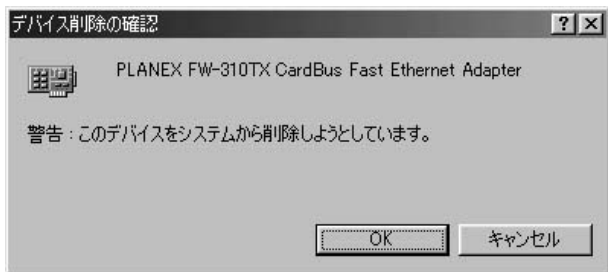 デバイス削除の確認
PLANEX FW-310TX CardBus Fast Ethernet Adapter
警告：このデバイスをシステムから削除しようとしています。
OK キャンセル